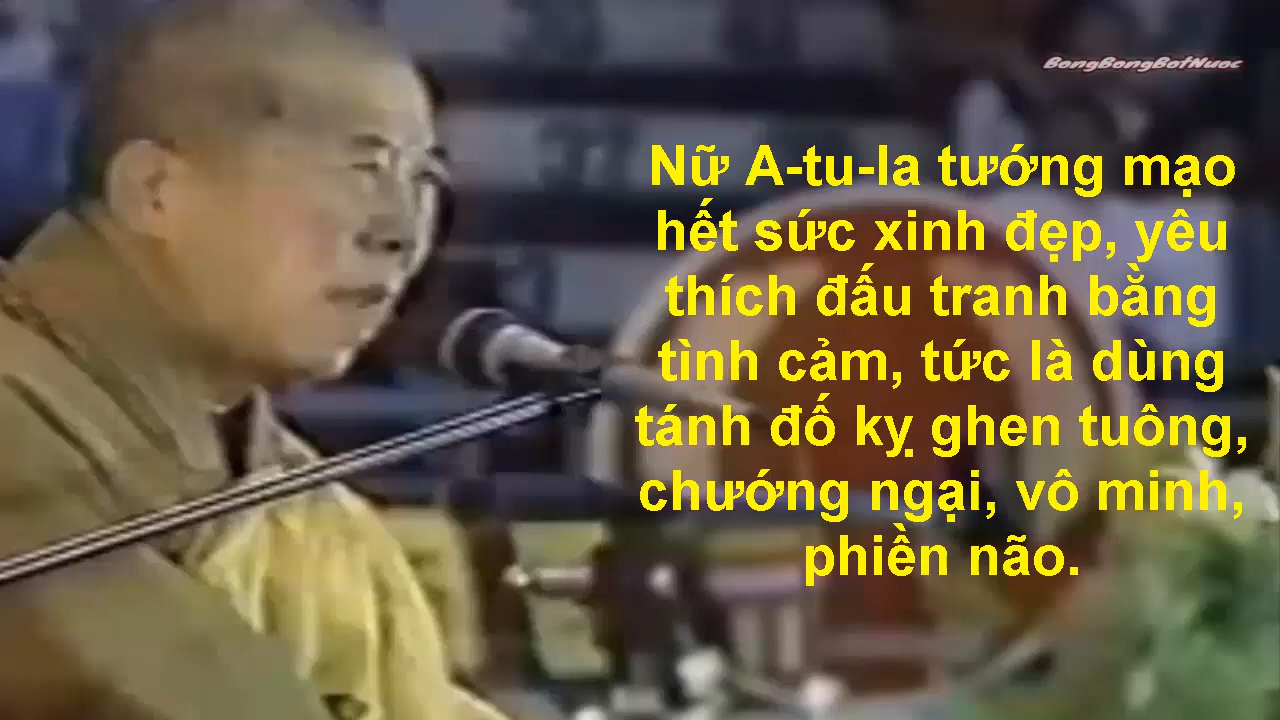 BongBongBotNuoc
Nữ A-tu-la tướng mạo
hết sức xinh đẹp, yêu
thích đấu tranh bằng
tình cảm, tức là dùng
tánh đố kỵ ghen tuông,
chướng ngại, vô minh,
phiền não.